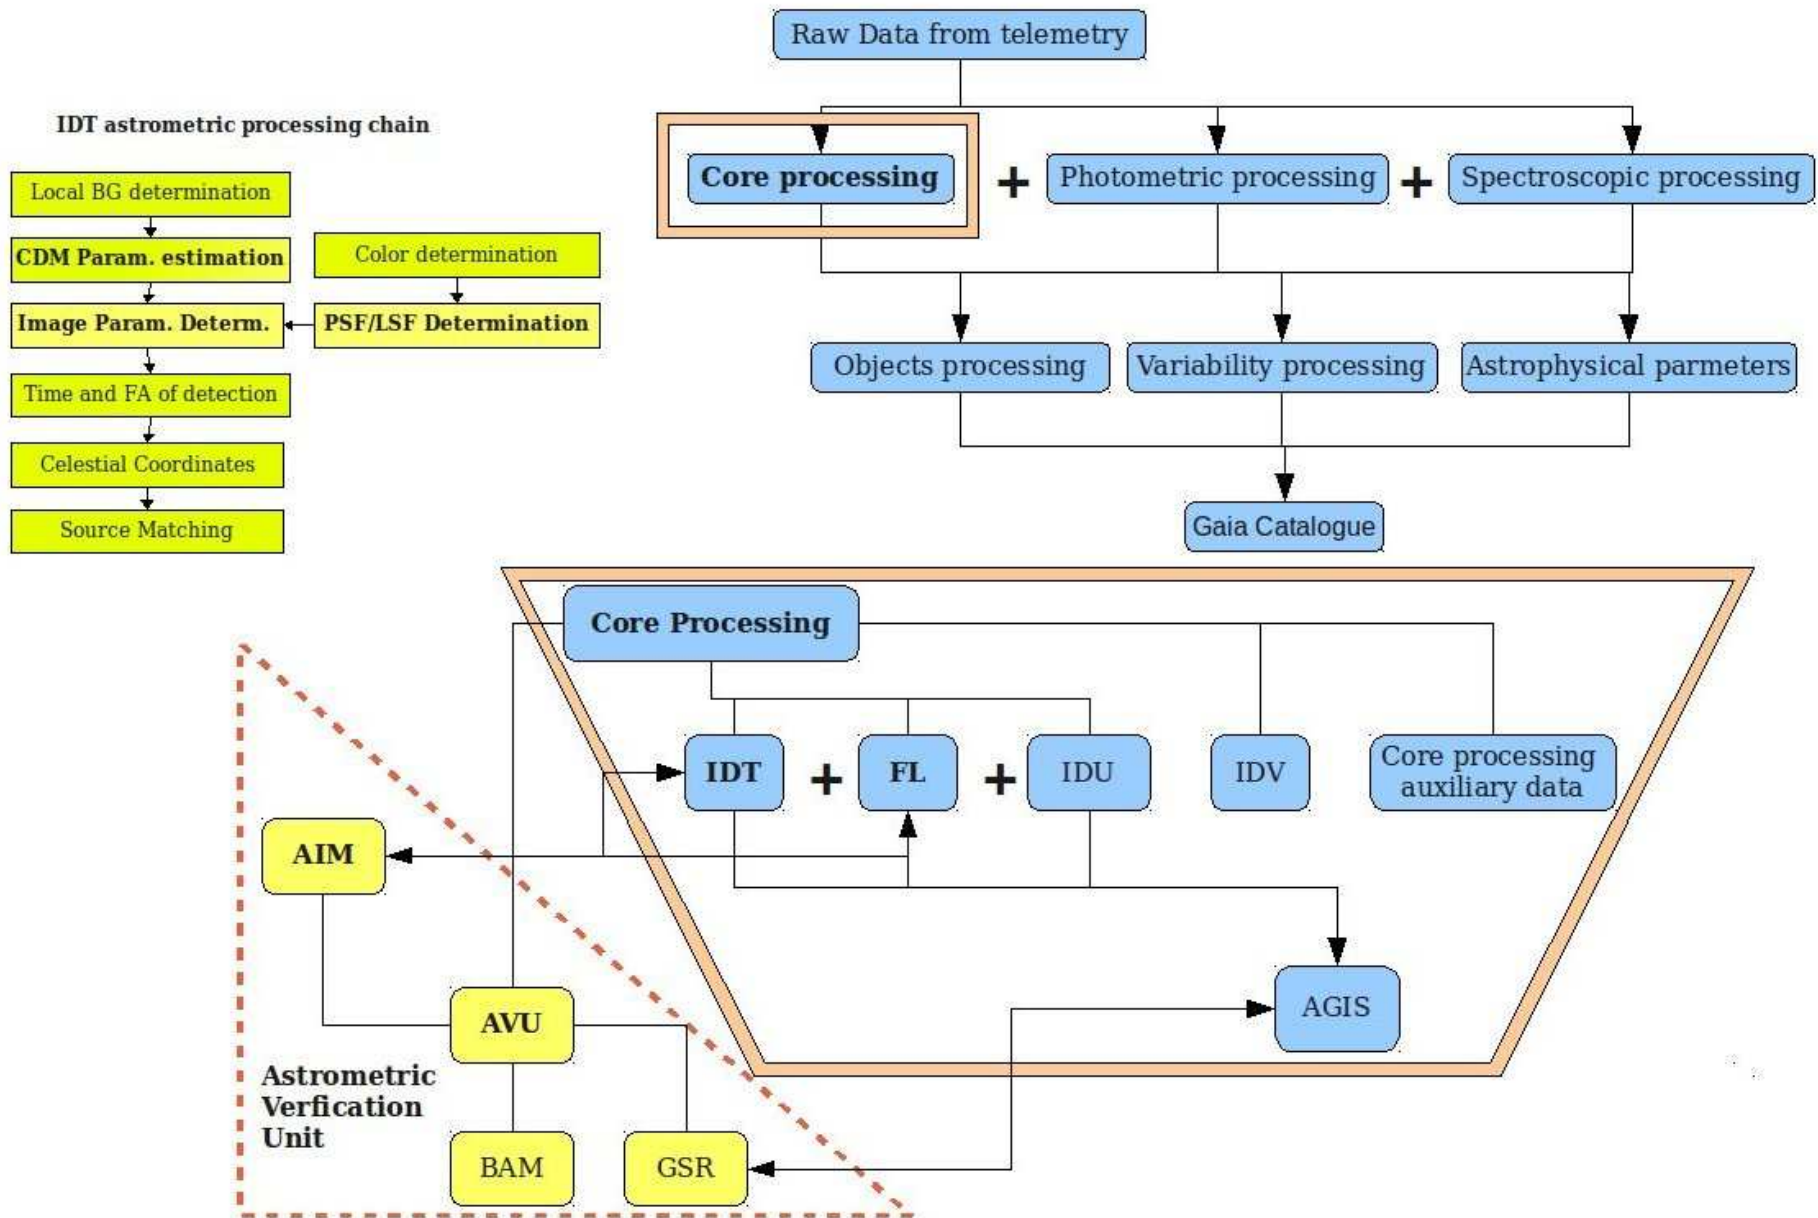 Raw Data from telemetry
IDT astrometric processing chain
Core processing + Photometric processing + Spectroscopic processing
Local BG determination
CDM Param. estimation
Color determination
Image Param. Determ.
PSF/LSF Determination
Time and FA of detection
Celestial Coordinates
Source Matching
Objects processing
Variability processing
Astrophysical parmeters
Gaia Catalogue
Core Processing
IDT + FL + IDU
IDV
Core processing
auxiliary data
AIM
AVU
AGIS
Astrometric
Verfication
Unit
BAM
GSR